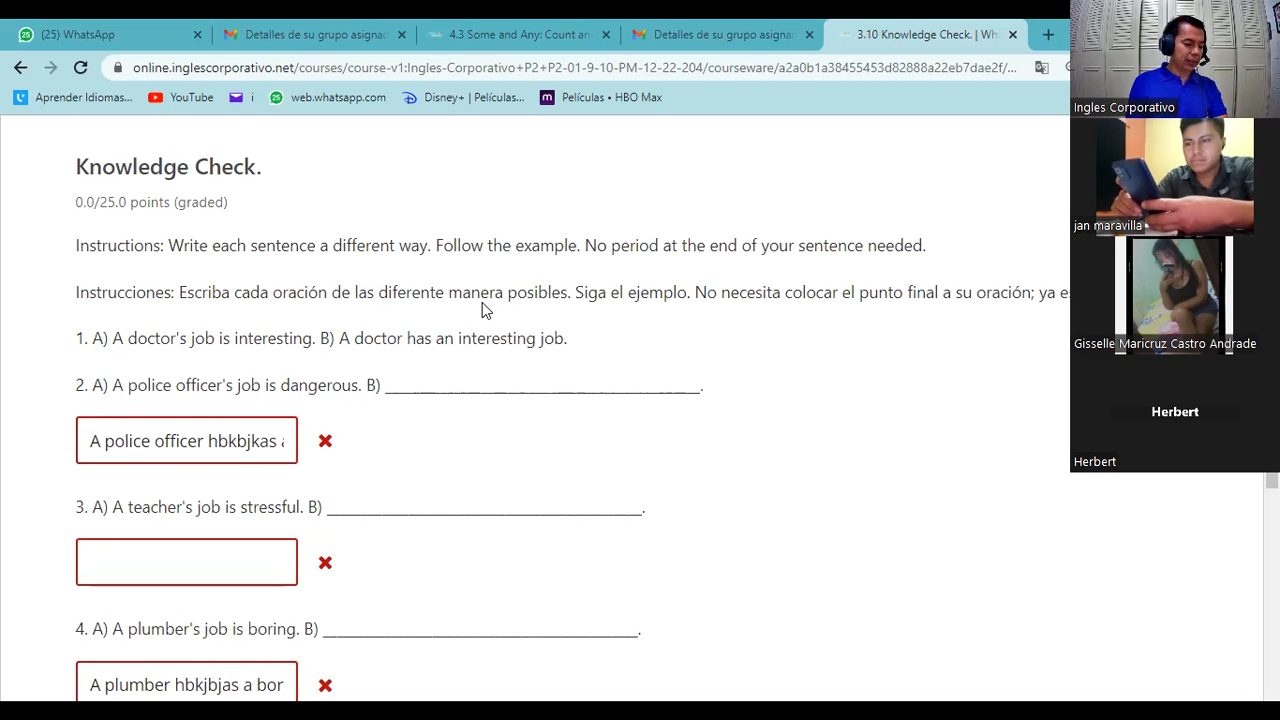 (25) WhatsApp
Detalles de su grupo asignad
4.3 Some and Any Count an
Detalles de su grupo asigna
3.10 Knowledge Check. | Wh
online.inglescorporativo.net/courses/course-v1:Ingles-Corporativo+P2+P2-01-9-10-PM-12-22-204/courseware/a2a0b1a38455453d82888a22eb7dae2f/...
Aprender Idiomas...
YouTube
i
web.whatsapp.com
Disney+ | Películas...
Películas • HBO Max
Knowledge Check.
0.0/25.0 points (graded)
Instructions: Write each sentence a different way. Follow the example. No period at the end of your sentence needed.
Instrucciones: Escriba cada oración de las diferente manera posibles. Siga el ejemplo. No necesita colocar el punto final a su oración; ya es
1. A) A doctor's job is interesting. B) A doctor has an interesting job.
2. A) A police officer's job is dangerous. B) ________________________________.
A police officer hbkbjkas a
3. A) A teacher's job is stressful. B) ________________________________.
4. A) A plumber's job is boring. B) ________________________________.
A plumber hbkjbjas a bor
Ingles Corporativo
jan maravilla
Gisselle Maricruz Castro Andrade
Herbert
Herbert